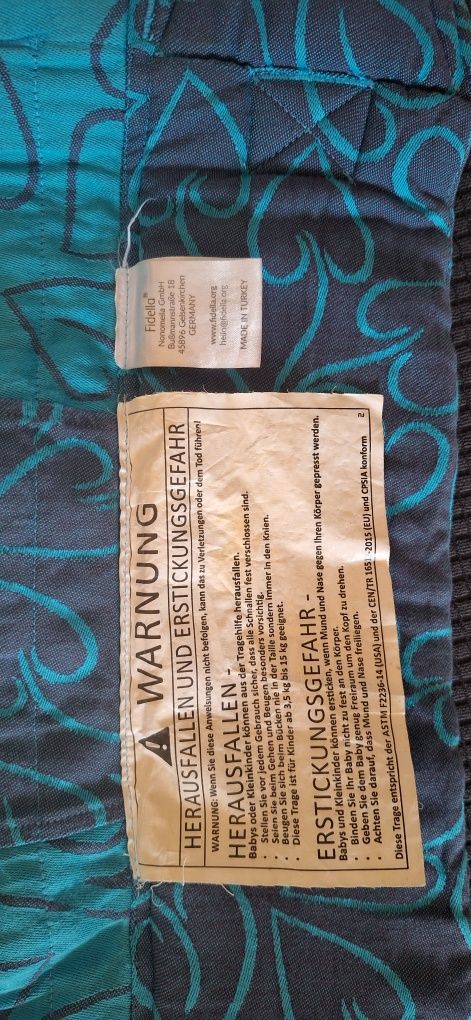 WARNUNG
HERAUSFALLEN UND ERSTICKUNGSGEFAHR
WARNUNG: Wenn Sie diese Anweisungen nicht befolgen, kann das zu Verletzungen oder dem Tod führen!
HERAUSFALLEN -
Babys oder Kleinkinder können aus der Tragehilfe herausfallen.
• Stellen Sie vor jedem Gebrauch sicher, dass alle Schnallen fest verschlossen sind.
• Seien Sie beim Gehen und Beugen besonders vorsichtig.
• Beugen Sie sich beim Bücken nie in der Taille sondern immer in den Knien.
• Diese Trage ist für Kinder ab 3,5 kg bis 15 kg geeignet.
ERSTICKUNGSGEFAHR -
Babys und Kleinkinder können ersticken, wenn Mund und Nase gegen Ihren Körper gepresst werden.
• Binden Sie Ihr Baby nicht zu fest an den Körper.
• Geben Sie dem Baby genug Freiraum um den Kopf zu drehen.
• Achten Sie darauf, dass Mund und Nase freiliegen.
Diese Trage entspricht der ASTM F2236-14 (USA) und der CEN/TR 1651 -2015 (EU) und CPSIA konform
2
Fidella™
Nonomella GmbH
Bußmannstraße 18
45896 Gelsenkirchen
GERMANY
www.fidella.org
hello@fidella.org
MADE IN TURKEY